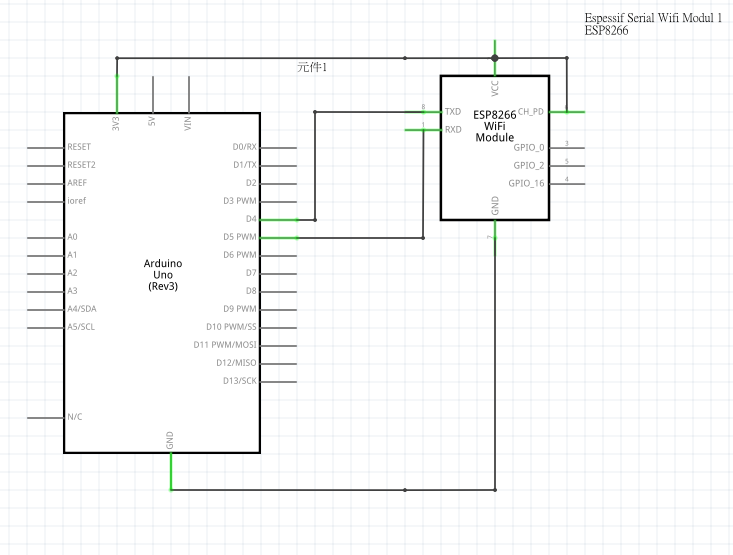 Espessif Serial Wifi Modul 1
ESP8266
元件1
3V3
5V
VIN
RESET
RESET2
AREF
ioref
A0
A1
A2
A3
A4/SDA
A5/SCL
N/C
Arduino
Uno
(Rev3)
D0/RX
D1/TX
D2
D3 PWM
D4
D5 PWM
D6 PWM
D7
D8
D9 PWM
D10 PWM/SS
D11 PWM/MOSI
D12/MISO
D13/SCK
GND
VCC
8
TXD
1
RXD
ESP8266
WiFi
Module
CH_PD
GPIO_0
3
GPIO_2
5
GPIO_16
4
GND